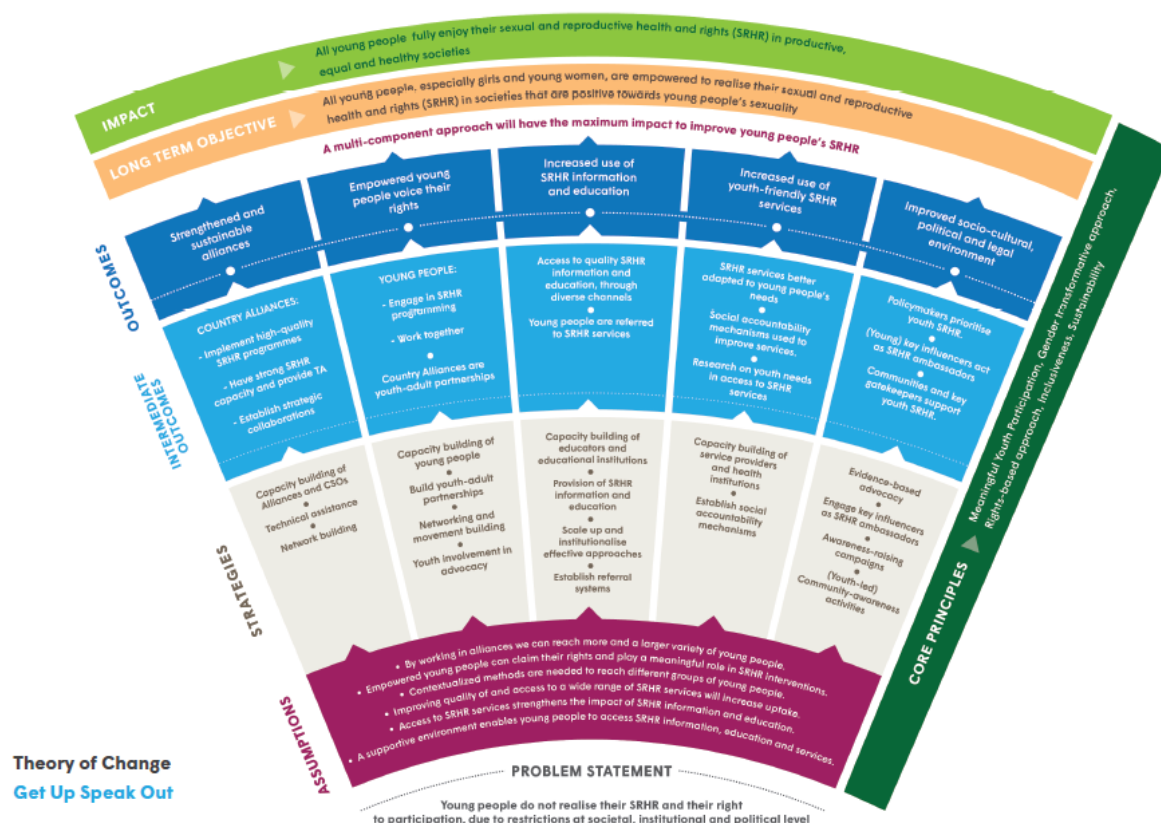 IMPACT
All young people fully enjoy their sexual and reproductive health and rights (SRHR) in productive,
equal and healthy societies
LONG TERM OBJECTIVE
All young people, especially girls and young women, are empowered to realise their sexual and reproductive
health and rights (SRHR) in societies that are positive towards young people's sexuality
A multi-component approach will have the maximum impact to improve young people's SRHR
OUTCOMES
Strengthened and
sustainable
alliances
Empowered young
people voice their
rights
Increased use of
SRHR information
and education
Increased use of
youth-friendly SRHR
services
Improved socio-cultural,
political and legal
environment
INTERMEDIATE
OUTCOMES
COUNTRY ALLIANCES:
- Implement high-quality
SRHR programmes
- Have strong SRHR
capacity and provide TA
- Establish strategic
collaborations
YOUNG PEOPLE:
- Engage in SRHR
programming
- Work together
Country Alliances are
youth-adult partnerships
Access to quality SRHR
information and
education, through
diverse channels
Young people are referred
to SRHR services
SRHR services better
adapted to young people's
needs
Social accountability
mechanisms used to
improve services.
Research on youth needs
in access to SRHR
services
Policymakers prioritise
youth SRHR.
(Young) key influencers act
as SRHR ambassadors
Communities and key
gatekeepers support
youth SRHR.
STRATEGIES
Capacity building of
Alliances and CSOs
Technical assistance
Network building
Capacity building of
young people
Build youth-adult
partnerships
Networking and
movement building
Youth involvement in
advocacy
Capacity building of
educators and
educational institutions
Provision of SRHR
information and
education
Scale up and
institutionalise
effective approaches
Establish referral
systems
Capacity building of
service providers
and health
institutions
Establish social
accountability
mechanisms
Evidence-based
advocacy
Engage key influencers
as SRHR ambassadors
Awareness-raising
campaigns
(Youth-led)
Community-awareness
activities
ASSUMPTIONS
• By working in alliances we can reach more and a larger variety of young people.
• Empowered young people can claim their rights and play a meaningful role in SRHR interventions.
• Contextualized methods are needed to reach different groups of young people.
• Improving quality of and access to a wide range of SRHR services will increase uptake.
• Access to SRHR services strengthens the impact of SRHR information and education.
• A supportive environment enables young people to access SRHR information, education and services.
CORE PRINCIPLES
Meaningful Youth Participation, Gender transformative approach,
Rights-based approach, Inclusiveness, Sustainability
PROBLEM STATEMENT
Young people do not realise their SRHR and their right
to participation, due to restrictions at societal, institutional and political level
Theory of Change
Get Up Speak Out